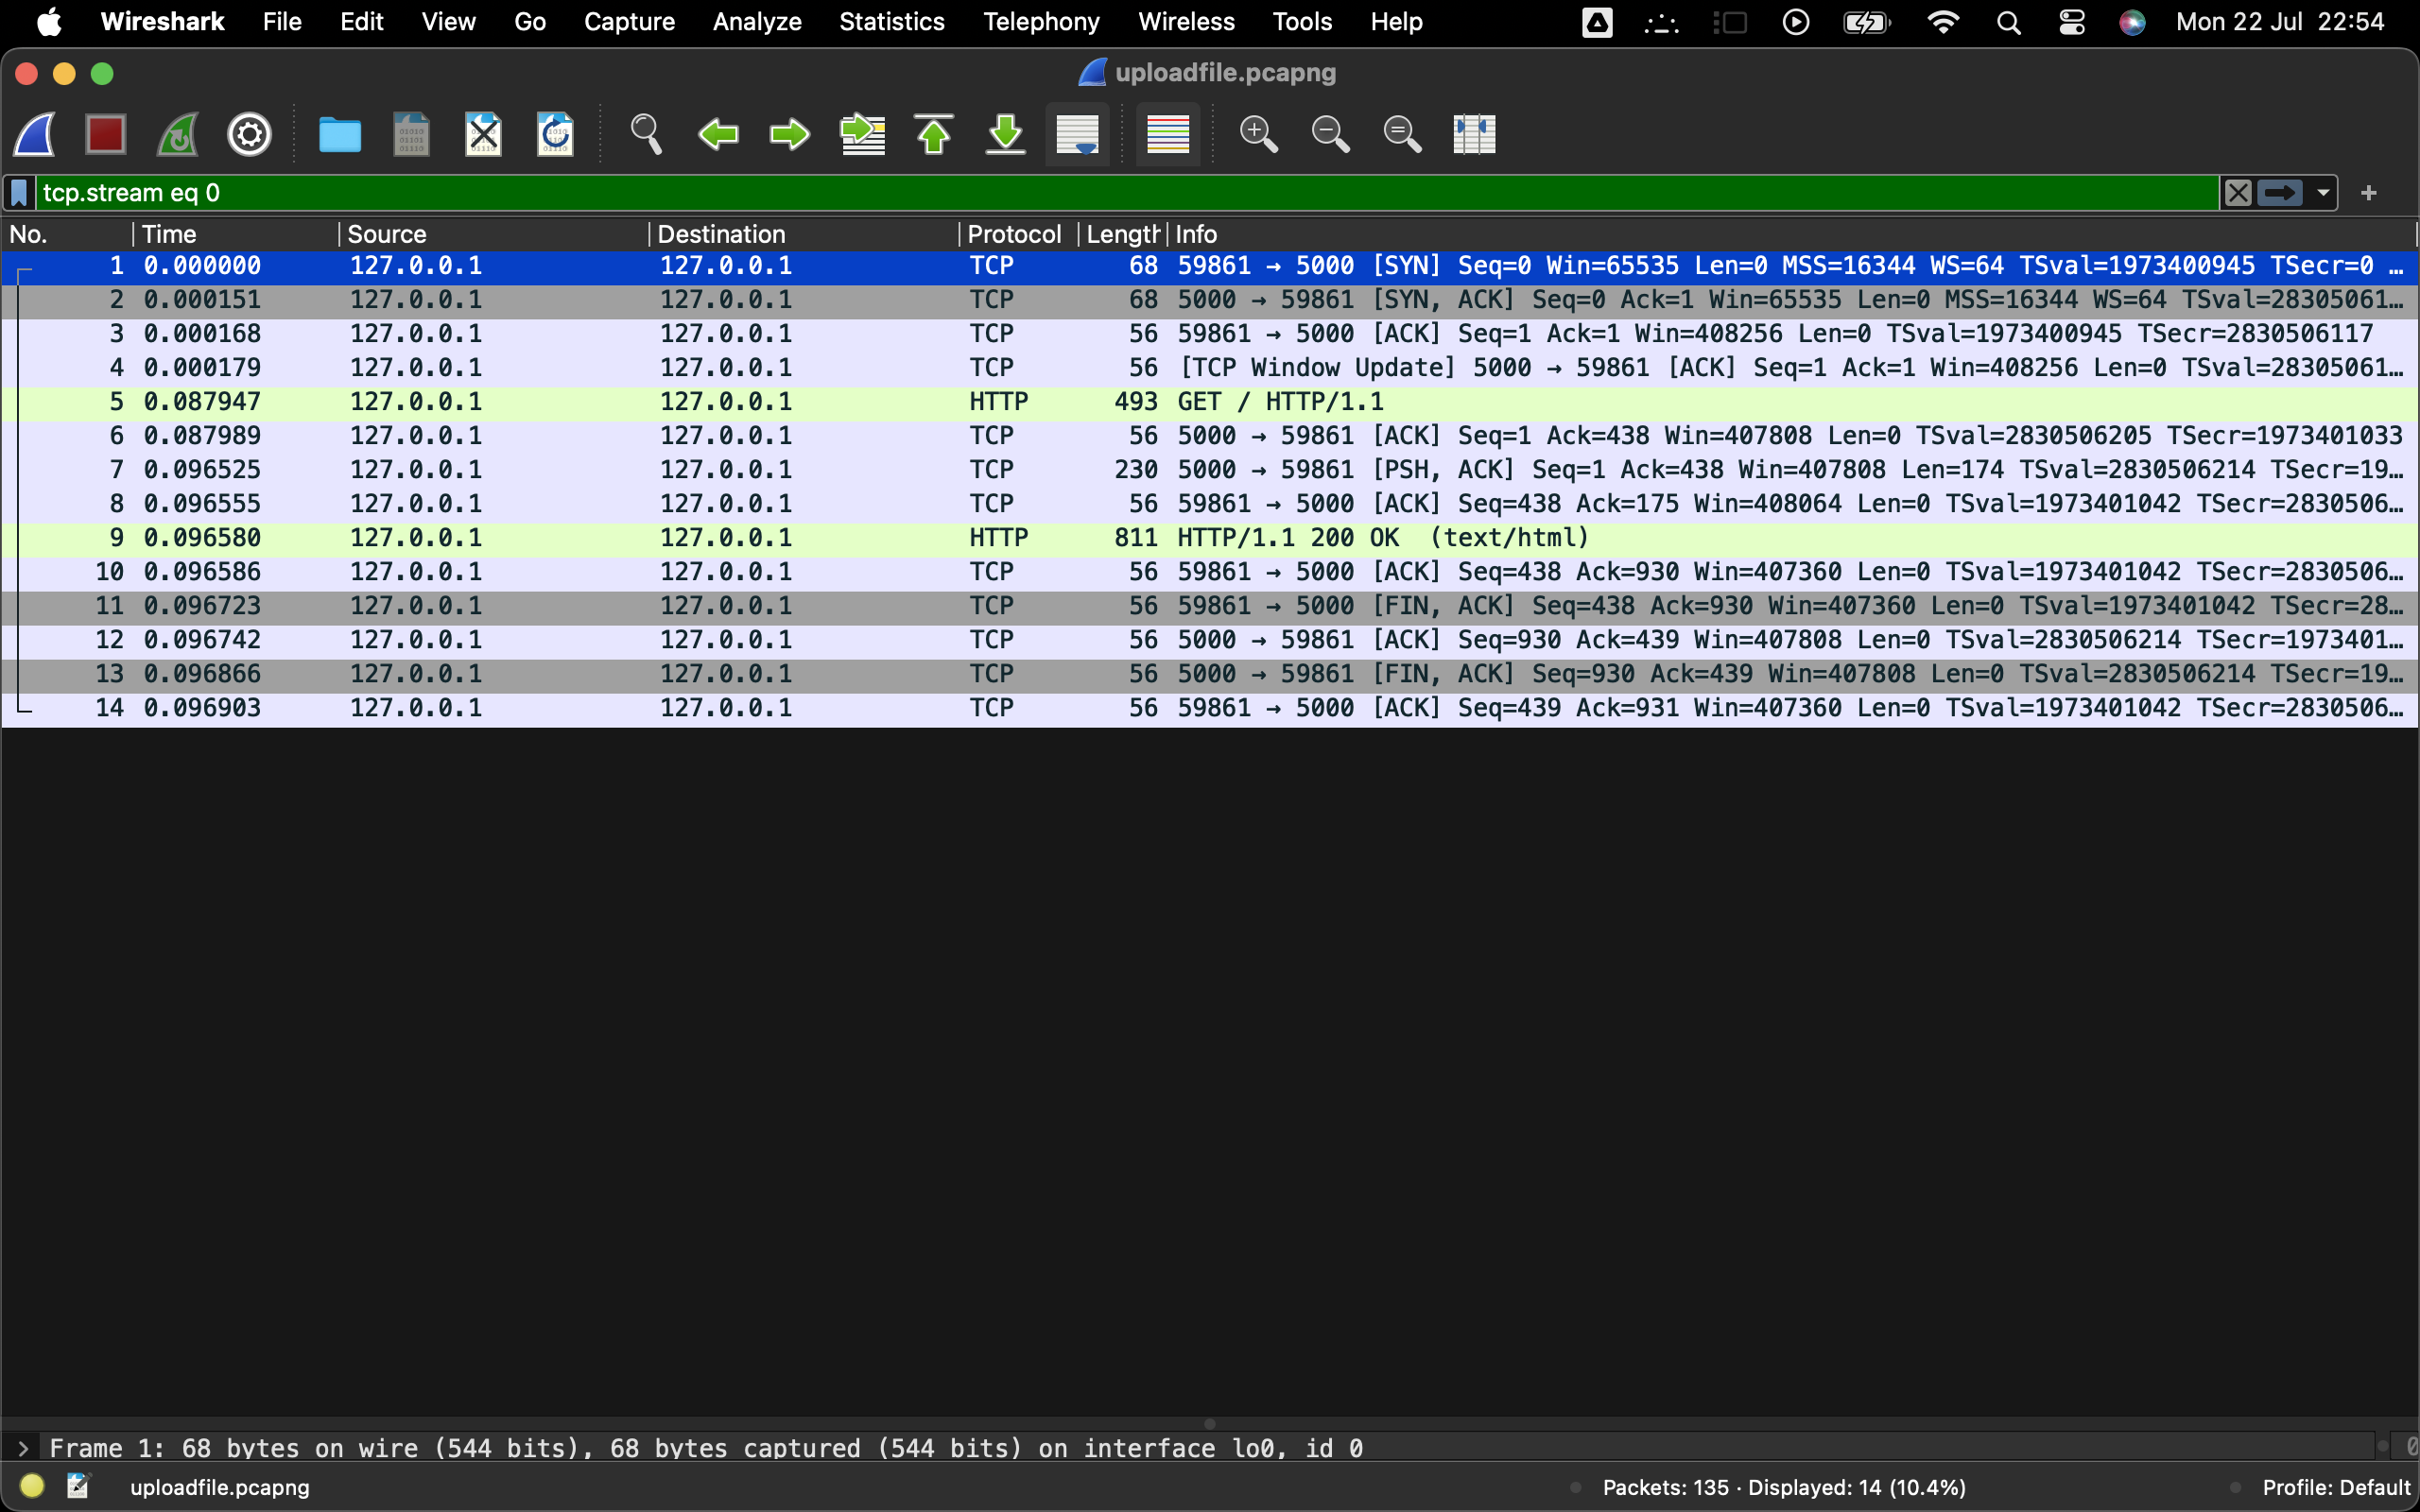 Wireshark File Edit View Go Capture Analyze Statistics Telephony Wireless Tools Help Mon 22 Jul 22:54
uploadfile.pcapng
tcp.stream eq 0
No. Time Source Destination Protocol Length Info
1 0.000000 127.0.0.1 127.0.0.1 TCP 68 59861 → 5000 [SYN] Seq=0 Win=65535 Len=0 MSS=16344 WS=64 TSval=1973400945 TSecr=0 …
2 0.000151 127.0.0.1 127.0.0.1 TCP 68 5000 → 59861 [SYN, ACK] Seq=0 Ack=1 Win=65535 Len=0 MSS=16344 WS=64 TSval=28305061…
3 0.000168 127.0.0.1 127.0.0.1 TCP 56 59861 → 5000 [ACK] Seq=1 Ack=1 Win=408256 Len=0 TSval=1973400945 TSecr=2830506117
4 0.000179 127.0.0.1 127.0.0.1 TCP 56 [TCP Window Update] 5000 → 59861 [ACK] Seq=1 Ack=1 Win=408256 Len=0 TSval=28305061…
5 0.087947 127.0.0.1 127.0.0.1 HTTP 493 GET / HTTP/1.1
6 0.087989 127.0.0.1 127.0.0.1 TCP 56 5000 → 59861 [ACK] Seq=1 Ack=438 Win=407808 Len=0 TSval=2830506205 TSecr=1973401033
7 0.096525 127.0.0.1 127.0.0.1 TCP 230 5000 → 59861 [PSH, ACK] Seq=1 Ack=438 Win=407808 Len=174 TSval=2830506214 TSecr=19…
8 0.096555 127.0.0.1 127.0.0.1 TCP 56 59861 → 5000 [ACK] Seq=438 Ack=175 Win=408064 Len=0 TSval=1973401042 TSecr=2830506…
9 0.096580 127.0.0.1 127.0.0.1 HTTP 811 HTTP/1.1 200 OK (text/html)
10 0.096586 127.0.0.1 127.0.0.1 TCP 56 59861 → 5000 [ACK] Seq=438 Ack=930 Win=407360 Len=0 TSval=1973401042 TSecr=2830506…
11 0.096723 127.0.0.1 127.0.0.1 TCP 56 59861 → 5000 [FIN, ACK] Seq=438 Ack=930 Win=407360 Len=0 TSval=1973401042 TSecr=28…
12 0.096742 127.0.0.1 127.0.0.1 TCP 56 5000 → 59861 [ACK] Seq=930 Ack=439 Win=407808 Len=0 TSval=2830506214 TSecr=1973401…
13 0.096866 127.0.0.1 127.0.0.1 TCP 56 5000 → 59861 [FIN, ACK] Seq=930 Ack=439 Win=407808 Len=0 TSval=2830506214 TSecr=19…
14 0.096903 127.0.0.1 127.0.0.1 TCP 56 59861 → 5000 [ACK] Seq=439 Ack=931 Win=407360 Len=0 TSval=1973401042 TSecr=2830506…
Frame 1: 68 bytes on wire (544 bits), 68 bytes captured (544 bits) on interface lo0, id 0
uploadfile.pcapng Packets: 135 · Displayed: 14 (10.4%) Profile: Default